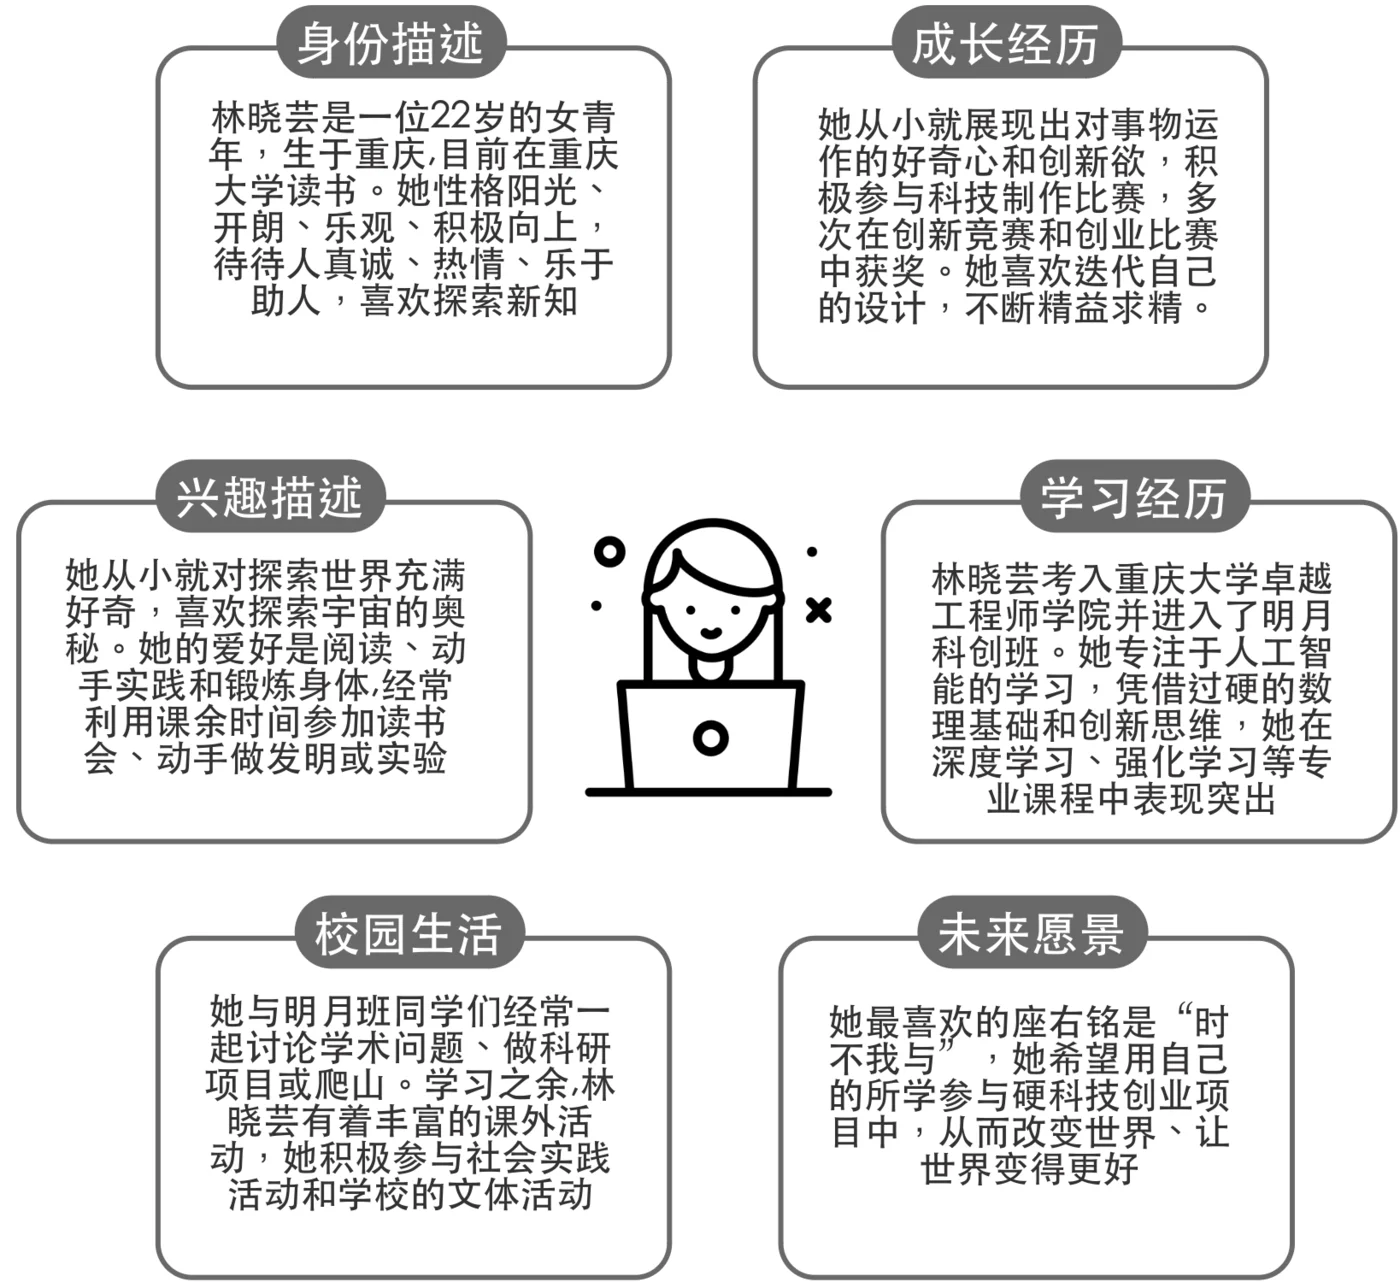 身份描述
林晓芸是一位22岁的女青
年，生于重庆,目前在重庆
大学读书。她性格阳光、
开朗、乐观、积极向上，
待待人真诚、热情、乐于
助人，喜欢探索新知
成长经历
她从小就展现出对事物运
作的好奇心和创新欲，积
极参与科技制作比赛，多
次在创新竞赛和创业比赛
中获奖。她喜欢迭代自己
的设计，不断精益求精。
兴趣描述
她从小就对探索世界充满
好奇，喜欢探索宇宙的奥
秘。她的爱好是阅读、动
手实践和锻炼身体,经常
利用课余时间参加读书
会、动手做发明或实验
学习经历
林晓芸考入重庆大学卓越
工程师学院并进入了明月
科创班。她专注于人工智
能的学习，凭借过硬的数
理基础和创新思维，她在
深度学习、强化学习等专
业课程中表现突出
校园生活
她与明月班同学们经常一
起讨论学术问题、做科研
项目或爬山。学习之余,林
晓芸有着丰富的课外活
动，她积极参与社会实践
活动和学校的文体活动
未来愿景
她最喜欢的座右铭是“时
不我与”，她希望用自己
的所学参与硬科技创业项
目中，从而改变世界、让
世界变得更好